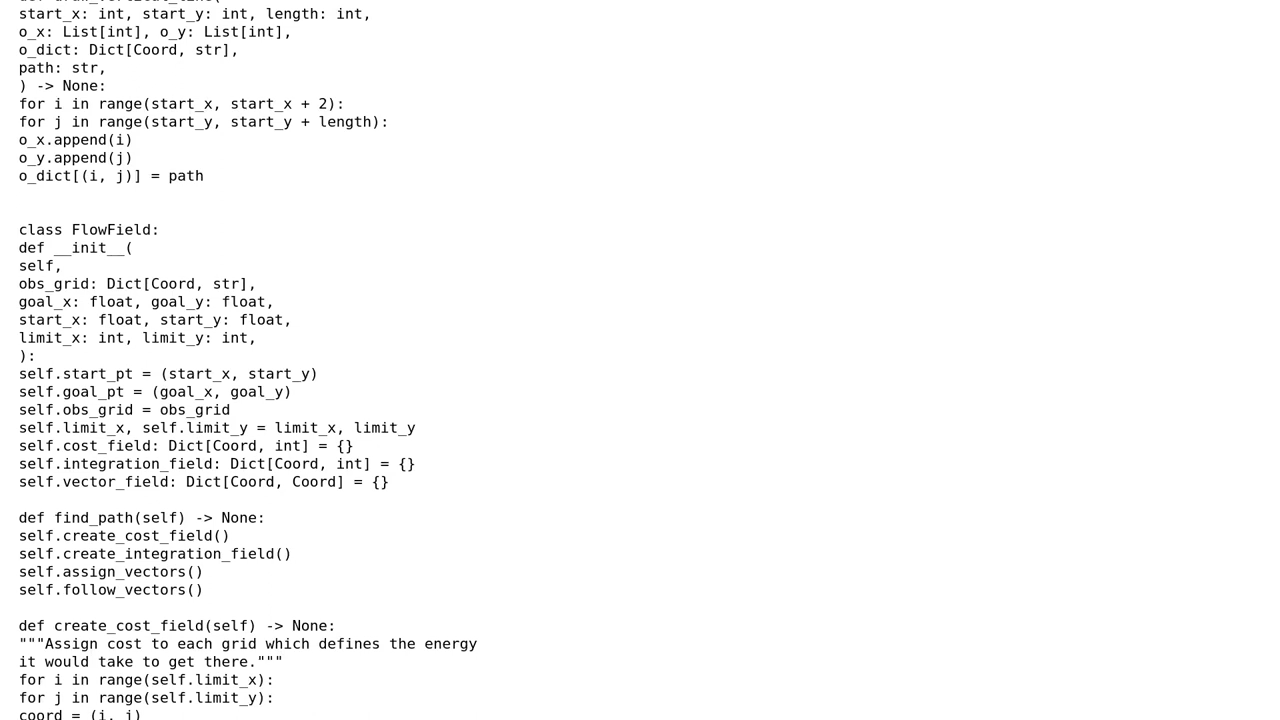 def draw_vertical_line(
start_x: int, start_y: int, length: int,
o_x: List[int], o_y: List[int],
o_dict: Dict[Coord, str],
path: str,
) -> None:
for i in range(start_x, start_x + 2):
for j in range(start_y, start_y + length):
o_x.append(i)
o_y.append(j)
o_dict[(i, j)] = path
class FlowField:
def __init__(
self,
obs_grid: Dict[Coord, str],
goal_x: float, goal_y: float,
start_x: float, start_y: float,
limit_x: int, limit_y: int,
):
self.start_pt = (start_x, start_y)
self.goal_pt = (goal_x, goal_y)
self.obs_grid = obs_grid
self.limit_x, self.limit_y = limit_x, limit_y
self.cost_field: Dict[Coord, int] = {}
self.integration_field: Dict[Coord, int] = {}
self.vector_field: Dict[Coord, Coord] = {}
def find_path(self) -> None:
self.create_cost_field()
self.create_integration_field()
self.assign_vectors()
self.follow_vectors()
def create_cost_field(self) -> None:
"""Assign cost to each grid which defines the energy
it would take to get there."""
for i in range(self.limit_x):
for j in range(self.limit_y):
coord = (i, j)